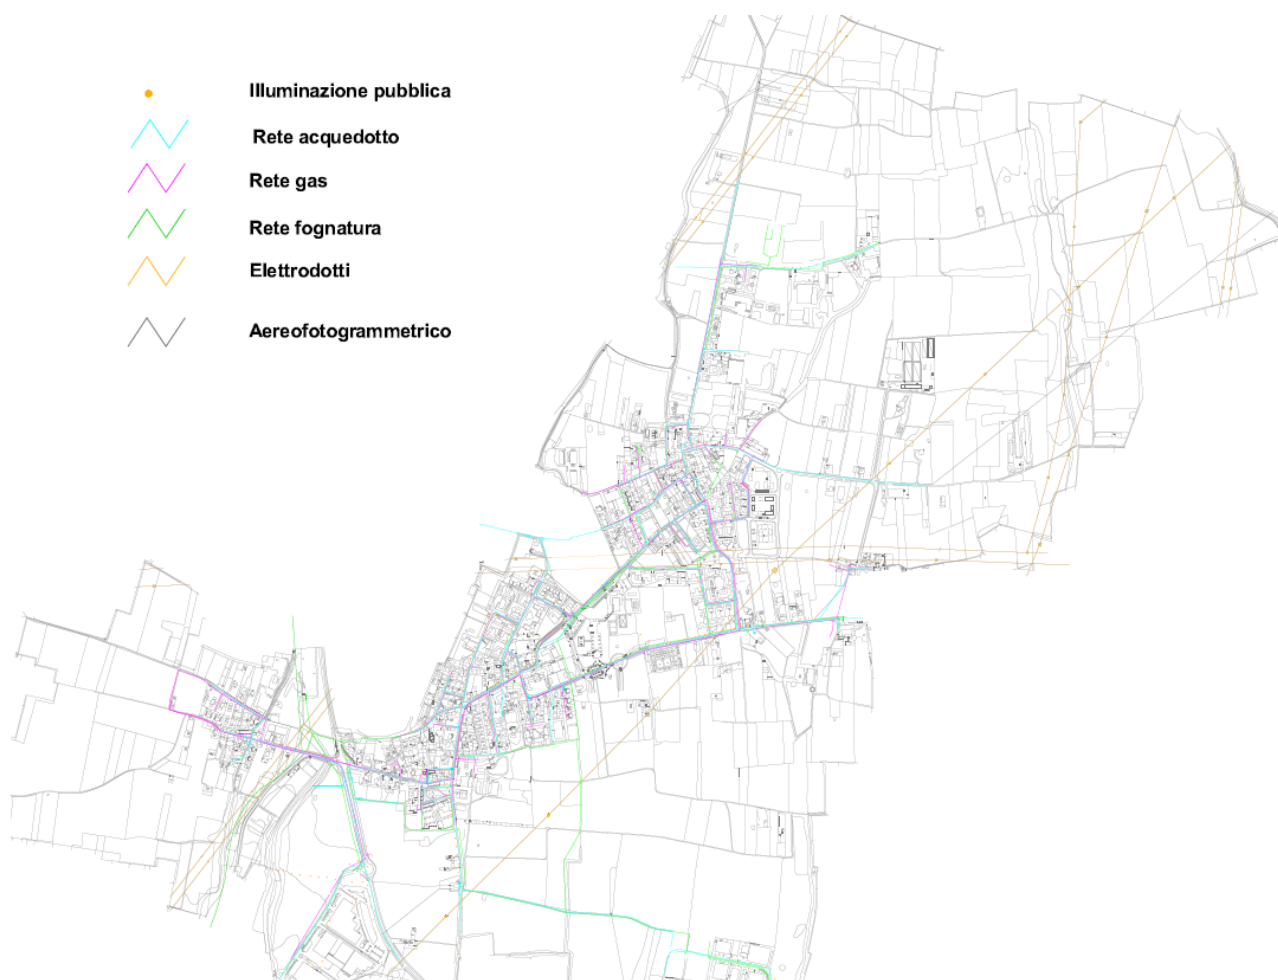 Illuminazione pubblica
Rete acquedotto
Rete gas
Rete fognatura
Elettrodotti
Aereofotogrammetrico